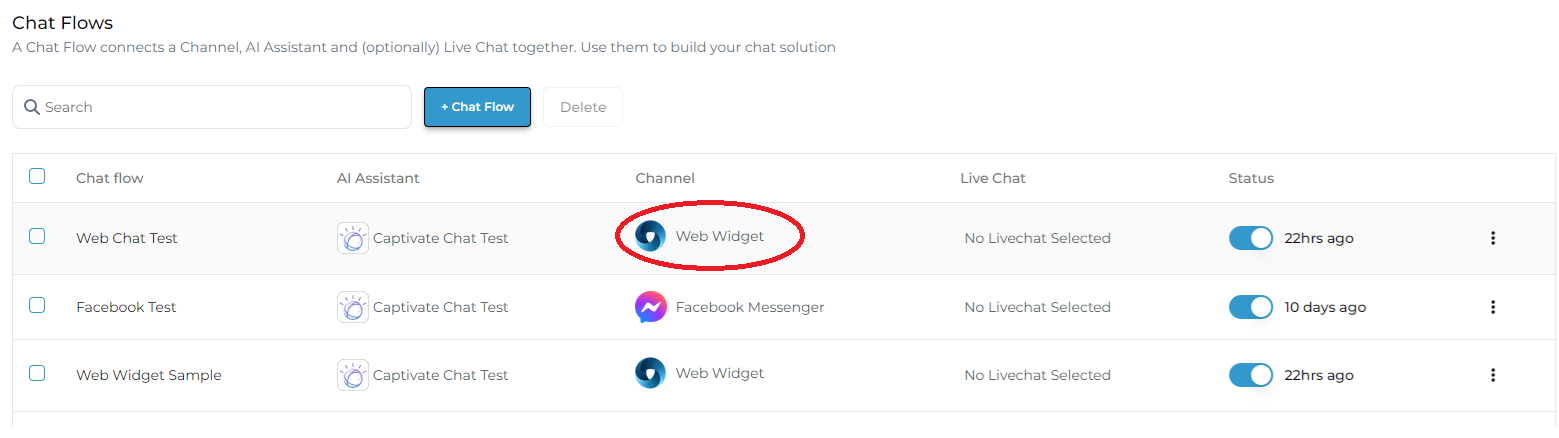 Chat Flows
A Chat Flow connects a Channel, AI Assistant and (optionally) Live Chat together. Use them to build your chat solution
Search + Chat Flow Delete
Chat flow AI Assistant Channel Live Chat Status
Web Chat Test Captivate Chat Test Web Widget No Livechat Selected 22hrs ago
Facebook Test Captivate Chat Test Facebook Messenger No Livechat Selected 10 days ago
Web Widget Sample Captivate Chat Test Web Widget No Livechat Selected 22hrs ago